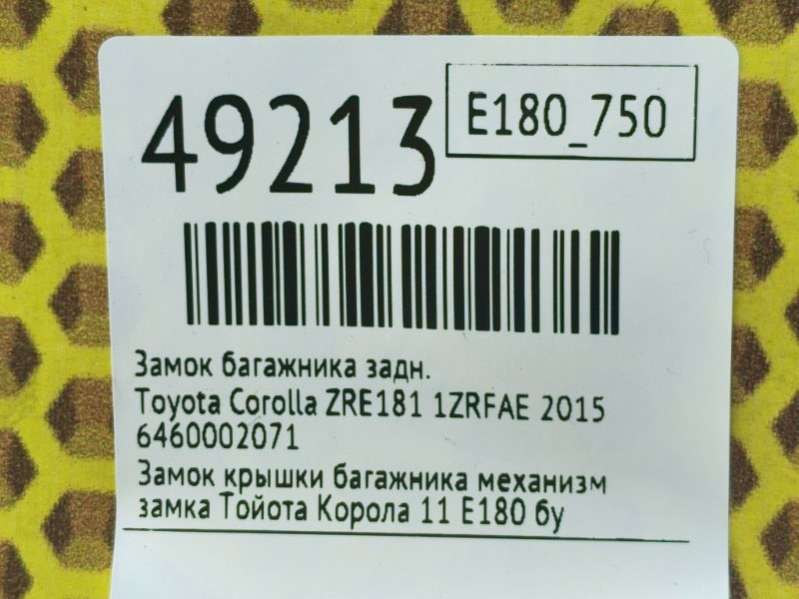 49213
E180_750
Замок багажника задн.
Toyota Corolla ZRE181 1ZRFAE 2015
6460002071
Замок крышки багажника механизм
замка Тойота Корола 11 E180 бу